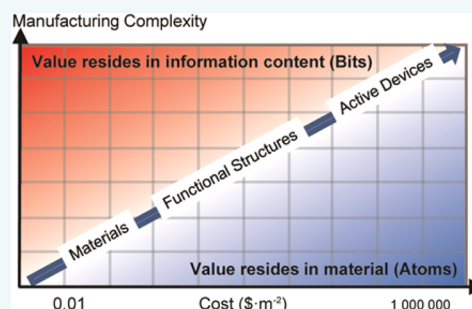 Manufacturing Complexity
Value resides in information content (Bits)
Active Devices
Functional Structures
Materials
Value resides in material (Atoms)
0.01 Cost ($·m⁻²) 1 000 000